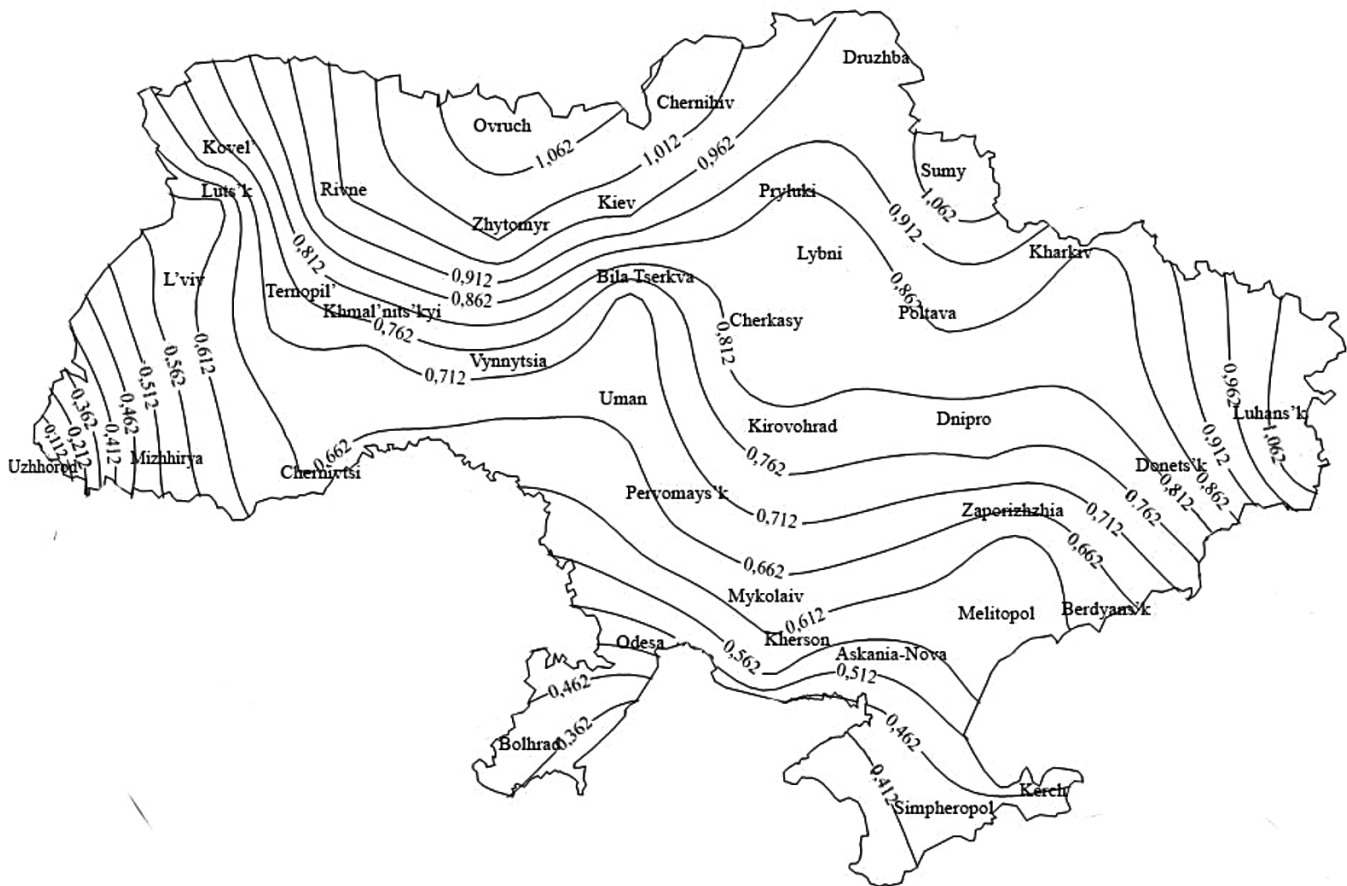 Druzhba
Chernihiv
Ovruch
1,062
1,012
0,962
Kovel'
Sumy
1,062
Luts'k
Rivne
Pryluki
Kiev
Zhytomyr
0,912
0,812
Lybni
Kharkiv
L'viv
0,912
Bila Tserkva
Ternopil'
0,862
0,862
Khmal'nits'kyi
Poltava
Cherkasy
0,762
0,612
0,812
Vynnytsia
0,562
0,712
0,962
0,512
0,362
Uman
0,462
Dnipro
Luhans'k
Kirovohrad
0,112
0,212
0,412
1,062
0,912
Uzhhorod
Mizhhirya
0,662
Chernivtsi
0,762
Donets'k
0,812
0,862
Pervomays'k
0,762
0,712
Zaporizhzhia
0,712
0,662
0,662
Mykolaiv
Melitopol
Berdyans'k
0,612
Odesa
Kherson
0,562
Askania-Nova
0,512
0,462
0,462
Bolhrad
0,362
0,412
Kerch
Simpheropol